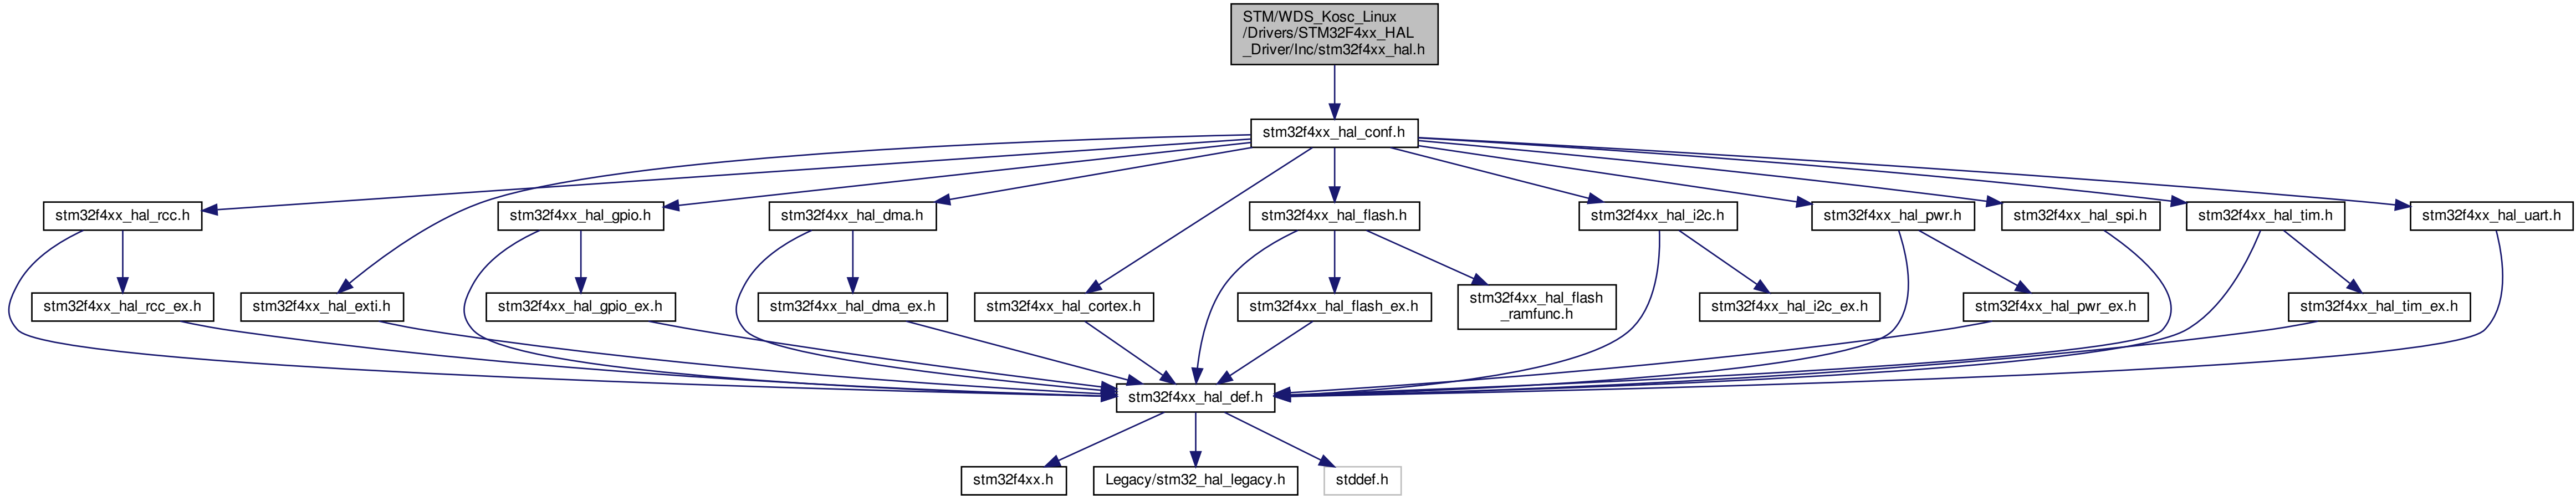 STM/WDS_Kosc_Linux
/Drivers/STM32F4xx_HAL
_Driver/Inc/stm32f4xx_hal.h
stm32f4xx_hal_conf.h
stm32f4xx_hal_rcc.h
stm32f4xx_hal_gpio.h
stm32f4xx_hal_dma.h
stm32f4xx_hal_flash.h
stm32f4xx_hal_i2c.h
stm32f4xx_hal_pwr.h
stm32f4xx_hal_spi.h
stm32f4xx_hal_tim.h
stm32f4xx_hal_uart.h
stm32f4xx_hal_rcc_ex.h
stm32f4xx_hal_exti.h
stm32f4xx_hal_gpio_ex.h
stm32f4xx_hal_dma_ex.h
stm32f4xx_hal_cortex.h
stm32f4xx_hal_flash_ex.h
stm32f4xx_hal_flash
_ramfunc.h
stm32f4xx_hal_i2c_ex.h
stm32f4xx_hal_pwr_ex.h
stm32f4xx_hal_tim_ex.h
stm32f4xx_hal_def.h
stm32f4xx.h
Legacy/stm32_hal_legacy.h
stddef.h